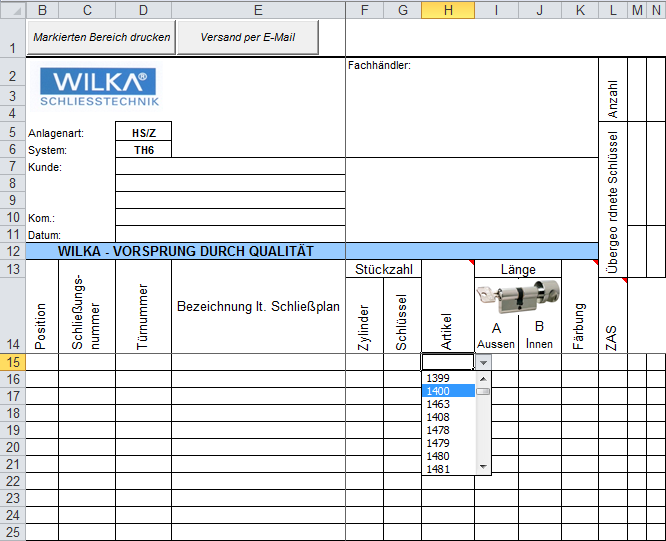 B C D E F G H I J K L M N
1
Markierten Bereich drucken
Versand per E-Mail
2
Fachhändler:
WILKA®
SCHLIESSTECHNIK
3
Anzahl
4
5 Anlagenart: HS/Z
6 System: TH6
7 Kunde:
8
9
10 Kom.:
11 Datum:
Übergeo rdnete Schlüssel
12 WILKA - VORSPRUNG DURCH QUALITÄT
13 Stückzahl Länge
14
Position
Schließungs-
nummer
Türnummer
Bezeichnung lt. Schließplan
Zylinder
Schlüssel
Artikel
A
Aussen
B
Innen
Färbung
ZAS
15
16
17
18
19
20
21
22
23
24
25
1399
1400
1463
1408
1478
1479
1480
1481